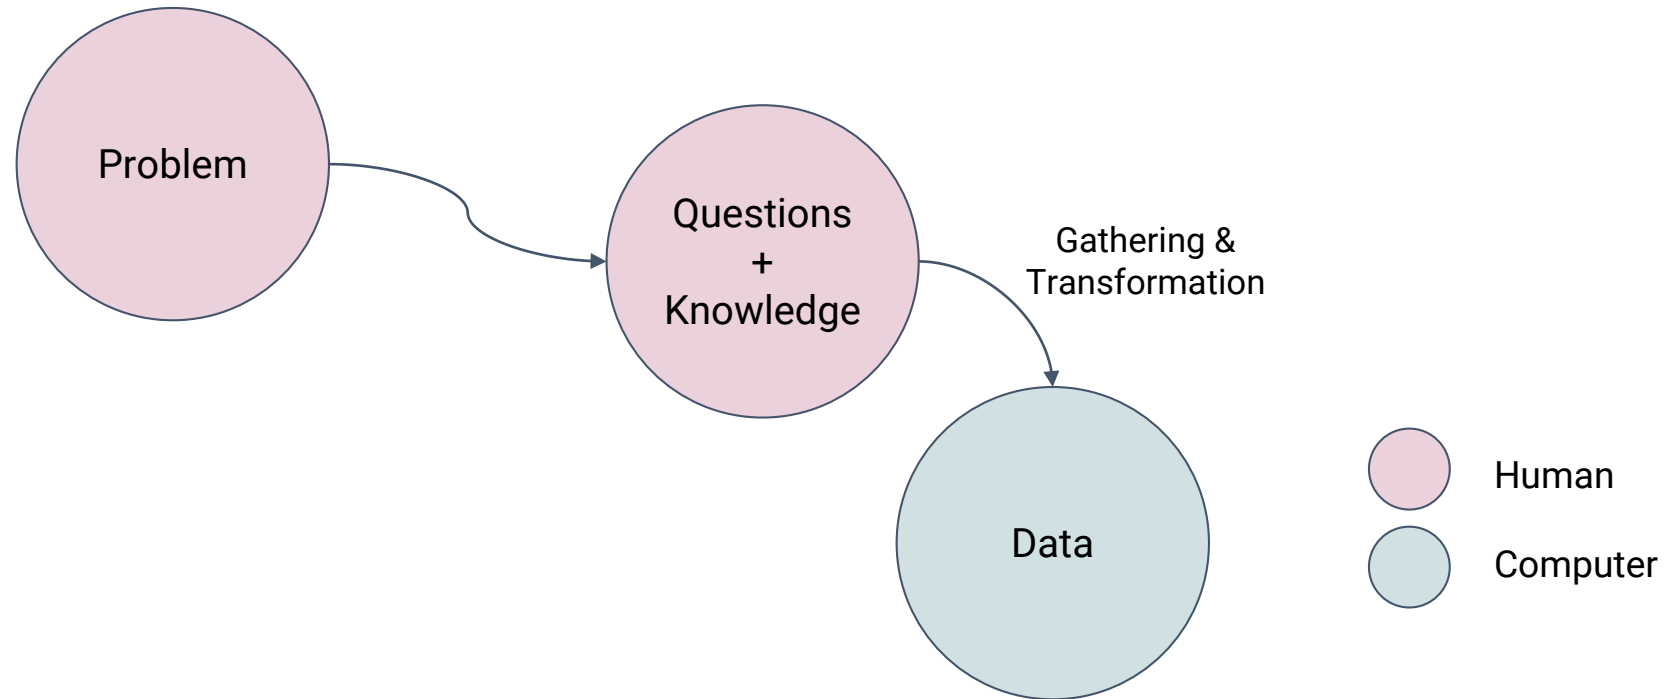 Problem
Questions
+
Knowledge
Gathering &
Transformation
Data
Human
Computer